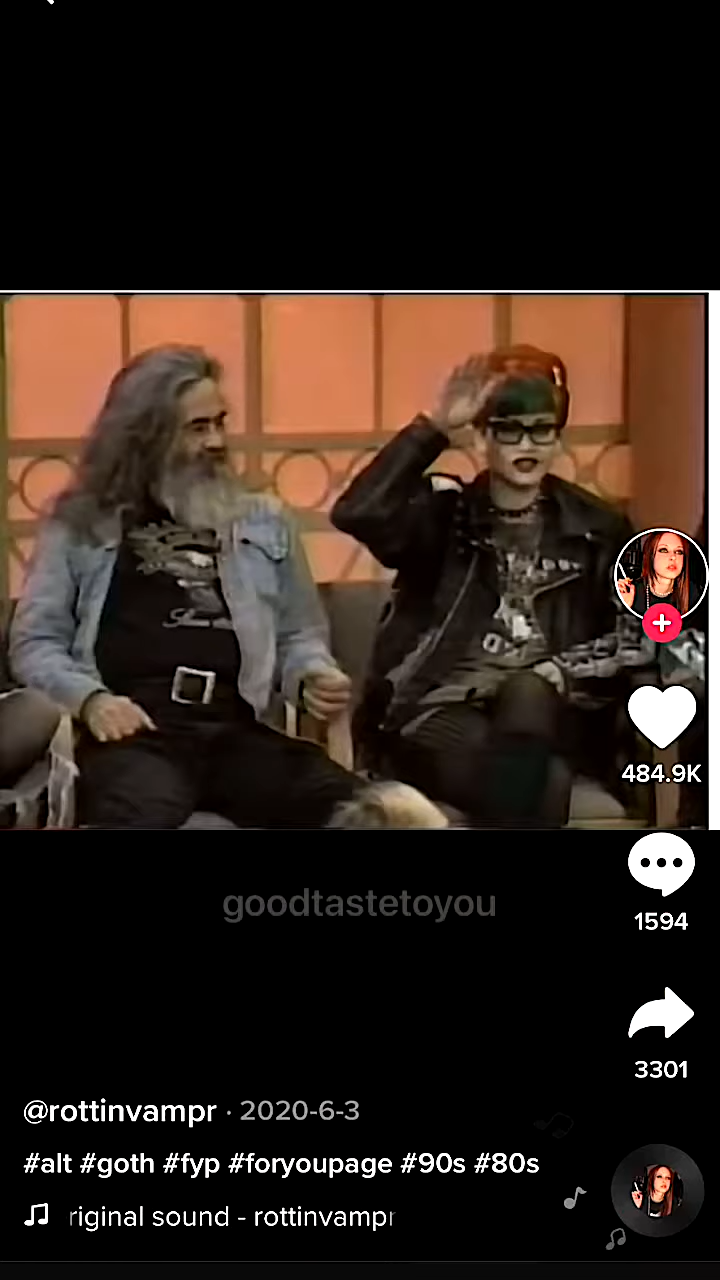 484.9K
1594
3301
goodtastetoyou
@rottinvampr · 2020-6-3
#alt #goth #fyp #foryoupage #90s #80s
riginal sound - rottinvampr